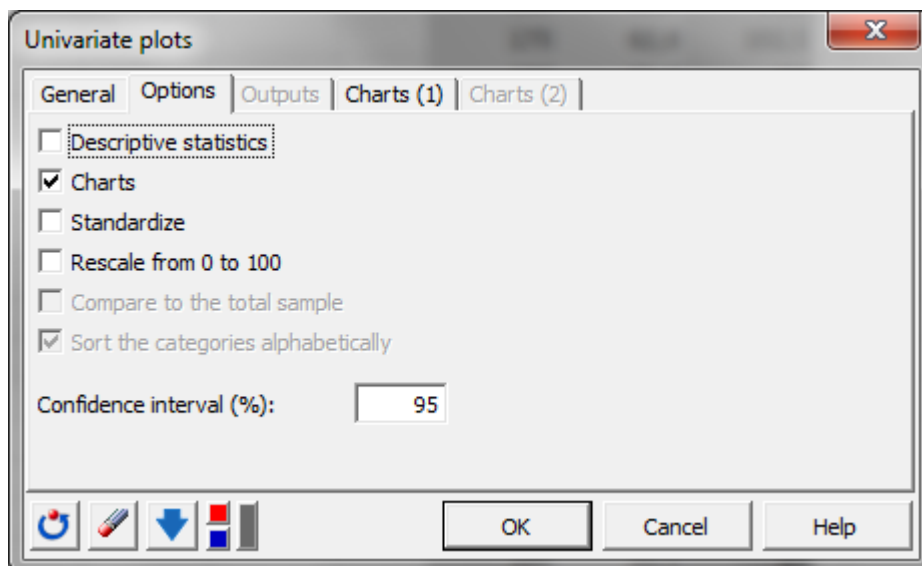 Univariate plots
General Options Outputs Charts (1) Charts (2)
Descriptive statistics
Charts
Standardize
Rescale from 0 to 100
Compare to the total sample
Sort the categories alphabetically
Confidence interval (%): 95
OK Cancel Help